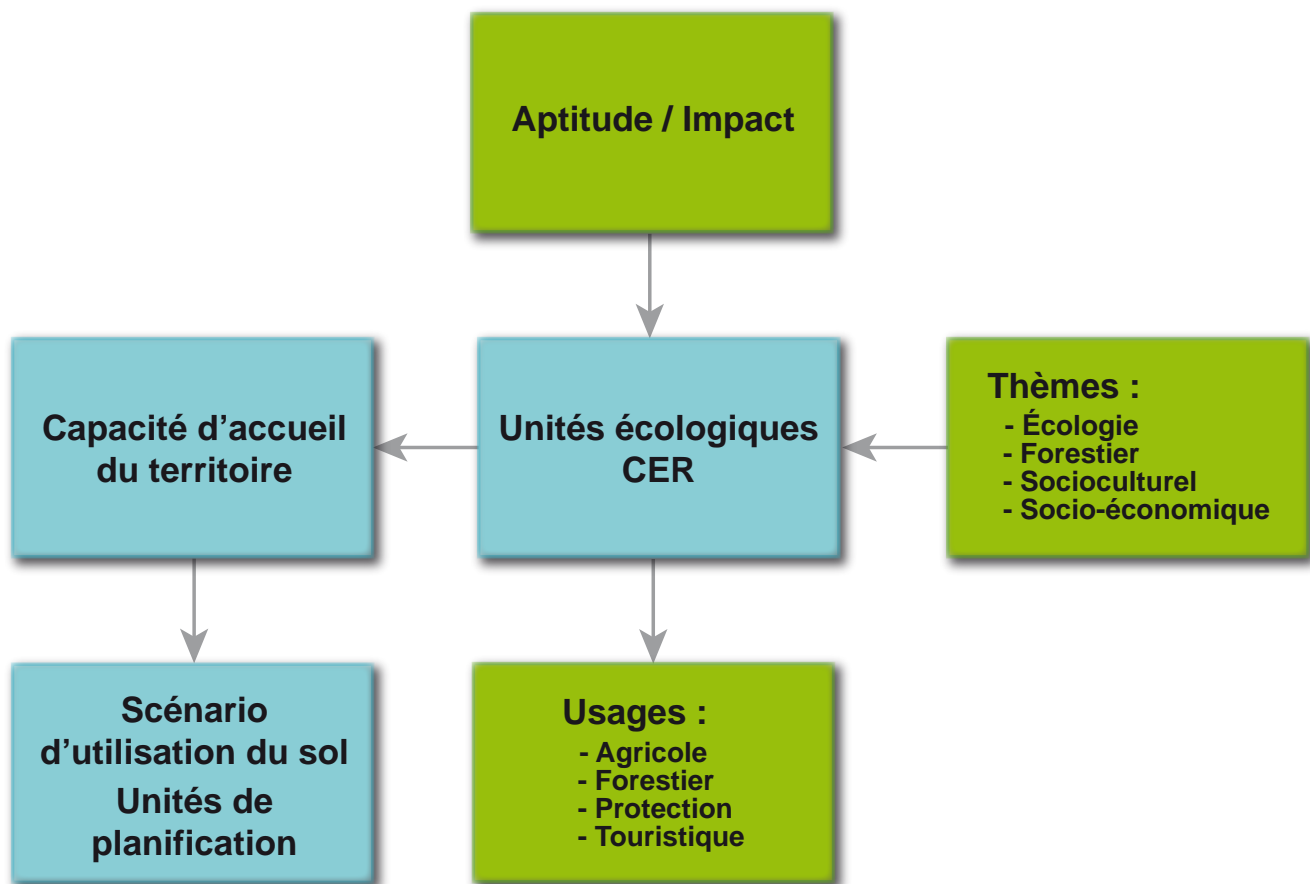 Aptitude / Impact
Capacité d’accueil
du territoire
Unités écologiques
CER
Thèmes :
- Écologie
- Forestier
- Socioculturel
- Socio-économique
Scénario
d’utilisation du sol
Unités de
planification
Usages :
- Agricole
- Forestier
- Protection
- Touristique